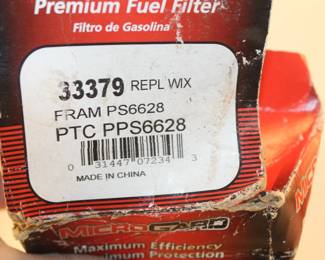 Premium Fuel Filter
Filtro de Gasolina
33379 REPL WIX
FRAM PS6628
PTC PPS6628
0 31447 07234 3
MADE IN CHINA
MICROGARD
Maximum Efficiency
Maximum Protection